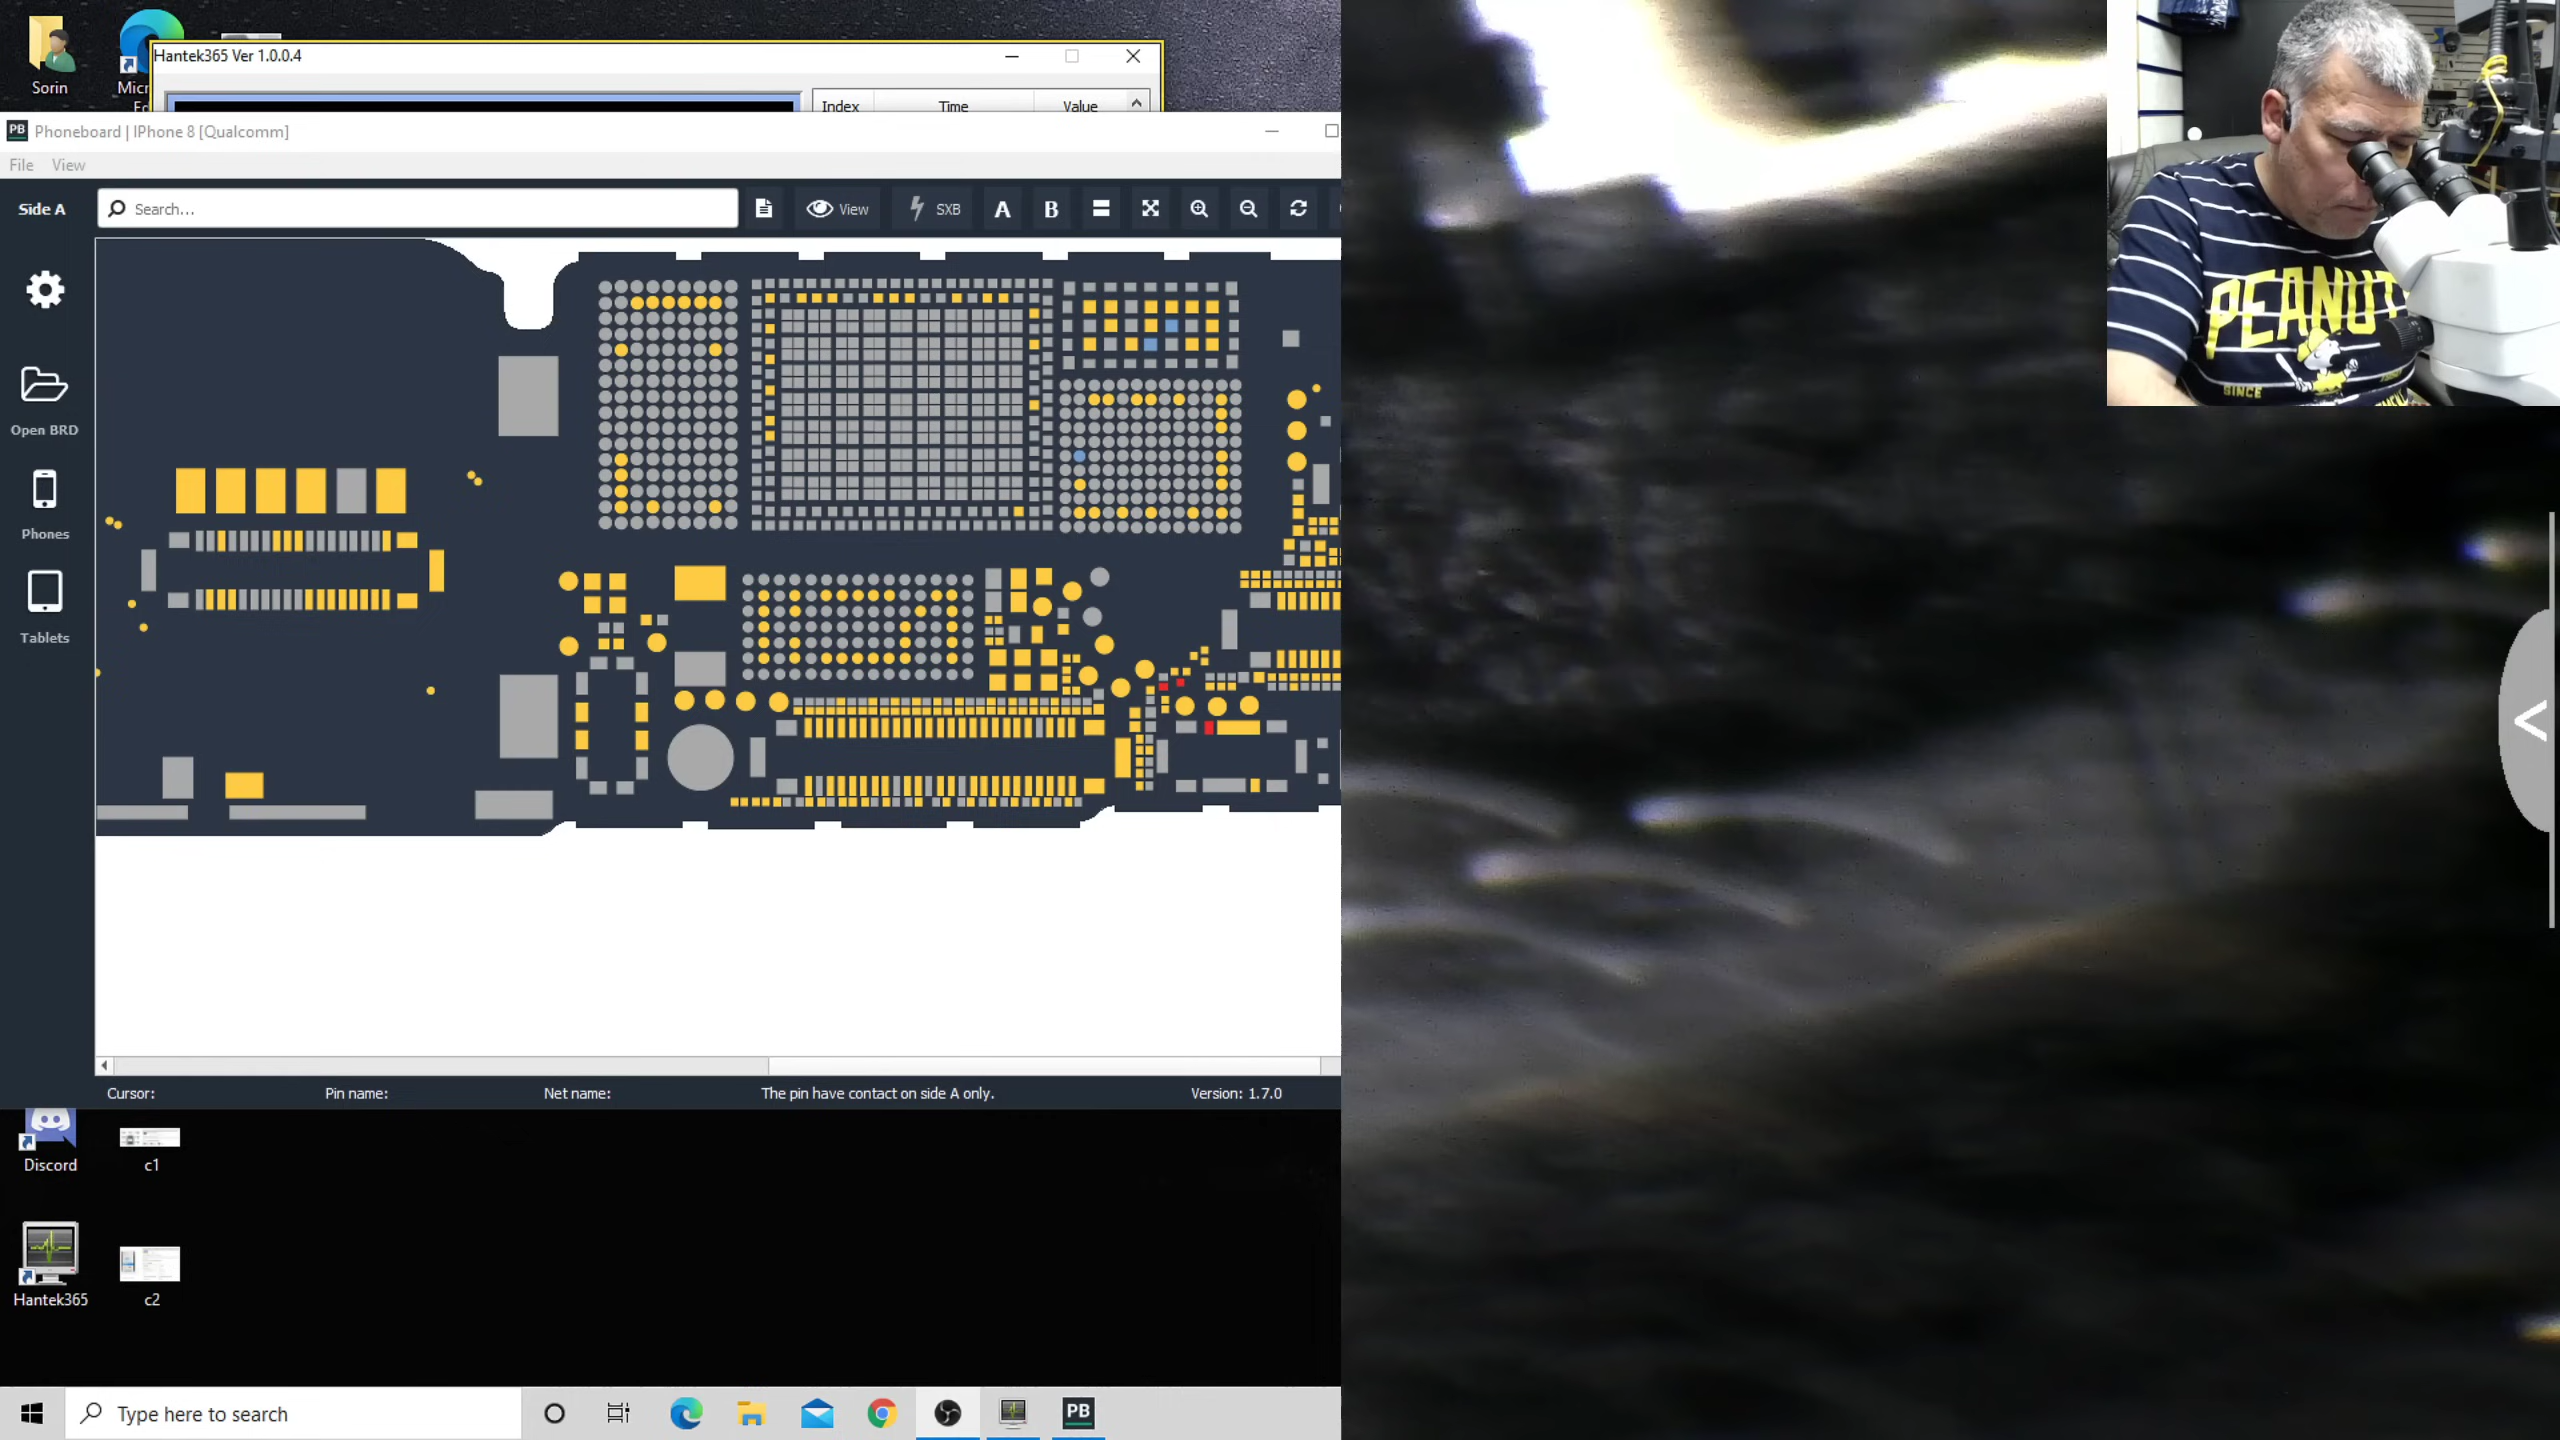 Sorin
Micr
Hantek365 Ver 1.0.0.4
Index Time Value
PB Phoneboard | IPhone 8 [Qualcomm]
File View
Side A
Search...
View
SXB
A
B
Open BRD
Phones
Tablets
Cursor: Pin name: Net name: The pin have contact on side A only. Version: 1.7.0
Discord
c1
Hantek365
c2
Type here to search
PB
PEANUT
SINCE